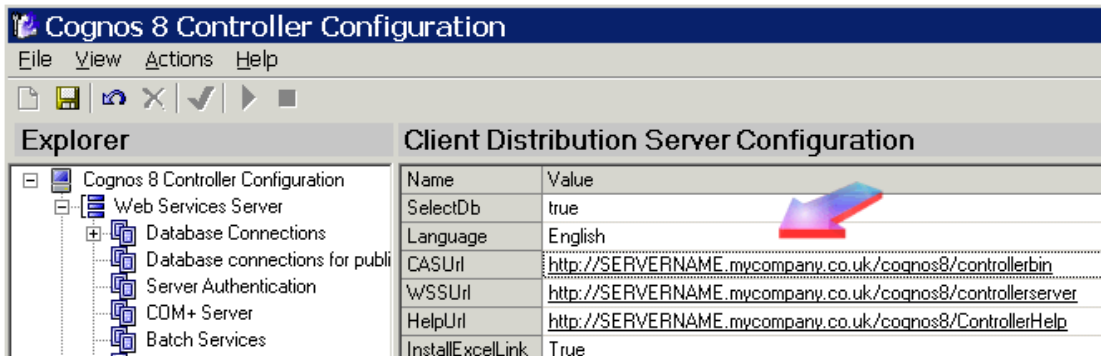 Cognos 8 Controller Configuration
File View Actions Help
Explorer
Client Distribution Server Configuration
Cognos 8 Controller Configuration
Web Services Server
Database Connections
Database connections for publi
Server Authentication
COM+ Server
Batch Services
Name Value
SelectDb true
Language English
CASUrl http://SERVERNAME.mycompany.co.uk/cognos8/controllerbin
WSSUrl http://SERVERNAME.mycompany.co.uk/cognos8/controllerserver
HelpUrl http://SERVERNAME.mycompany.co.uk/cognos8/ControllerHelp
InstallExcelLink True